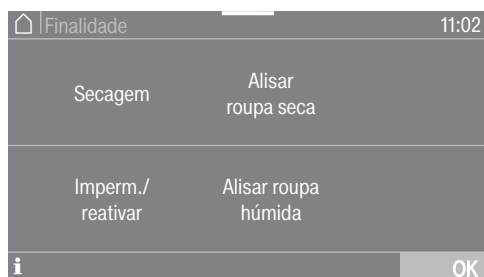 Finalidade 11:02
Secagem
Alisar
roupa seca
Imperm./
reativar
Alisar roupa
húmida
i OK